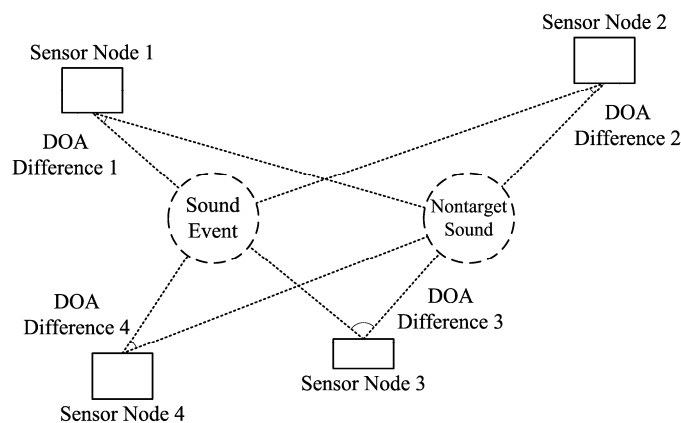 Sensor Node 1
Sensor Node 2
DOA
Difference 1
DOA
Difference 2
Sound
Event
Nontarget
Sound
DOA
Difference 4
DOA
Difference 3
Sensor Node 3
Sensor Node 4